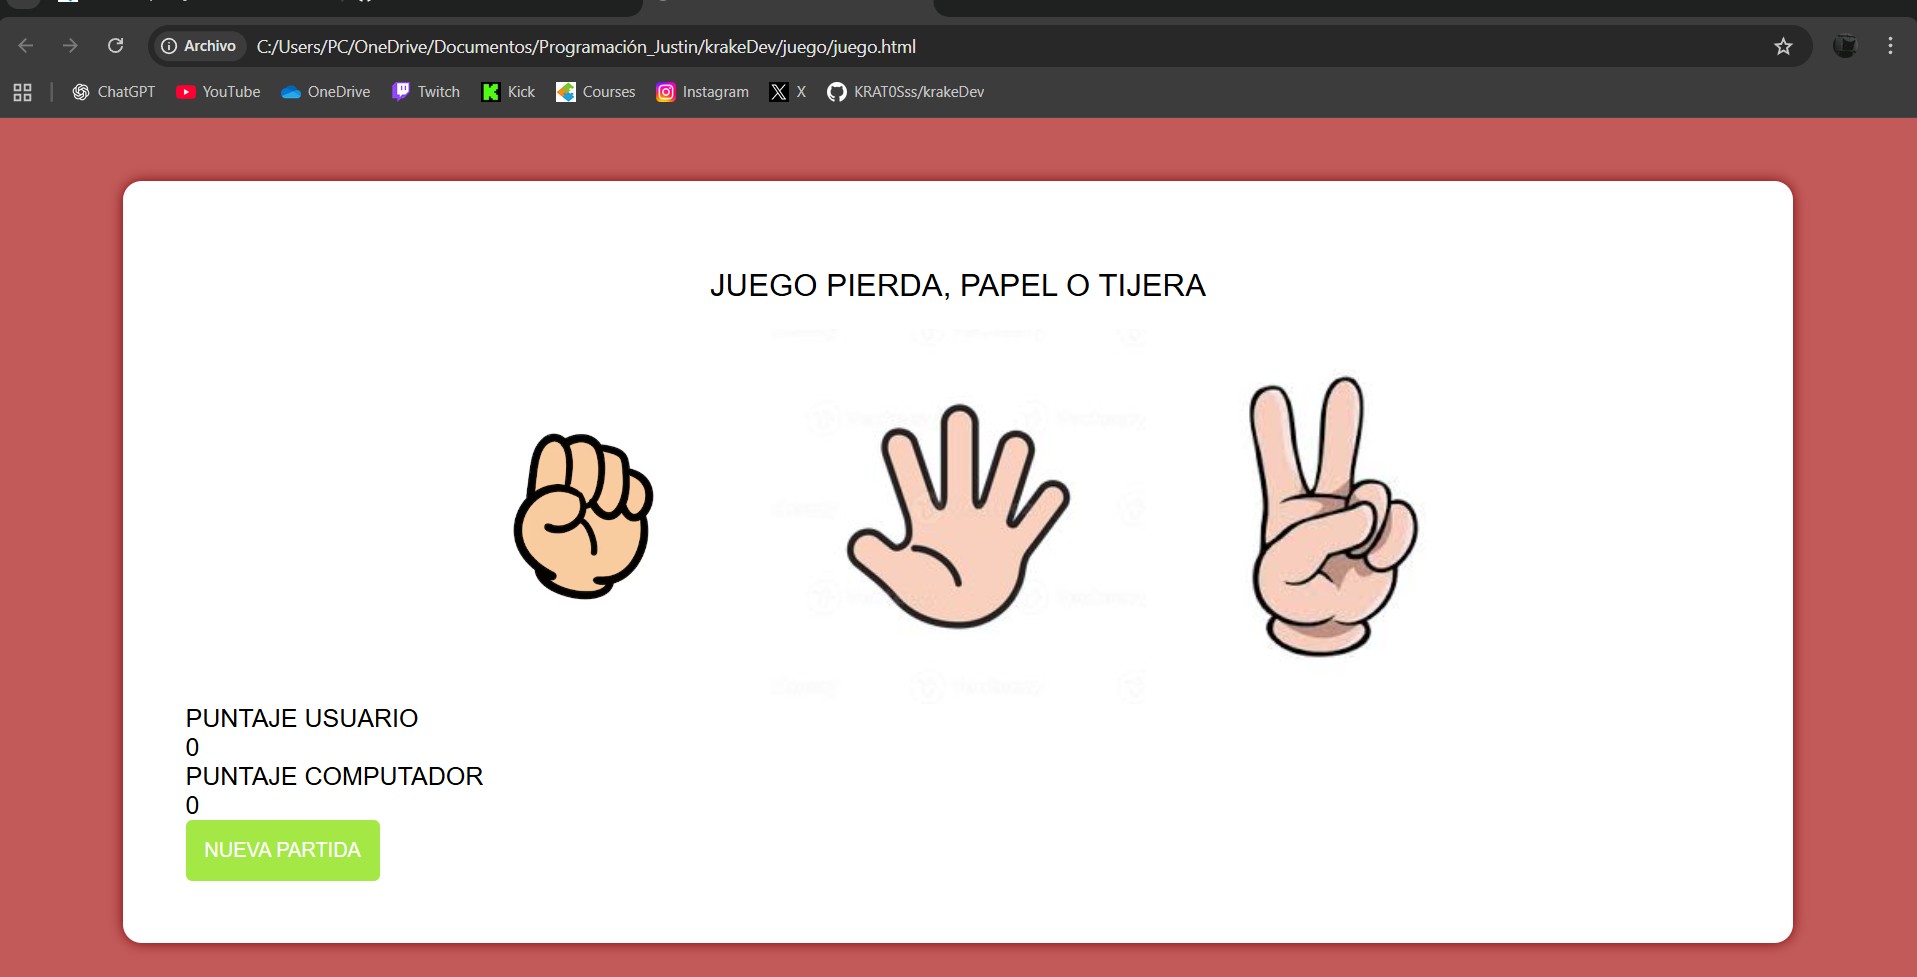 Archivo C:/Users/PC/OneDrive/Documentos/Programación_Justin/krakeDev/juego/juego.html
ChatGPT YouTube OneDrive Twitch Kick Courses Instagram X KRAT0Sss/krakeDev
JUEGO PIERDA, PAPEL O TIJERA
PUNTAJE USUARIO
0
PUNTAJE COMPUTADOR
0
NUEVA PARTIDA